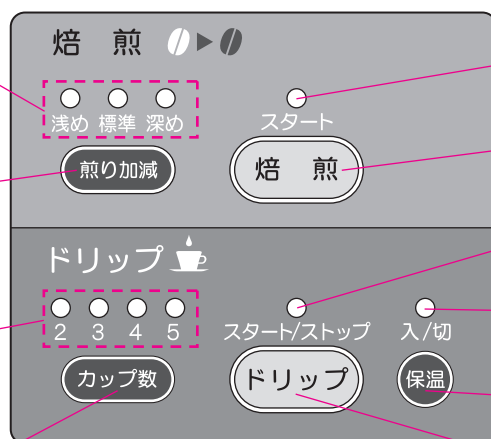 焙 煎
浅め 標準 深め
スタート
煎り加減
焙 煎
ドリップ
2 3 4 5
スタート/ストップ
入/切
カップ数
ドリップ
保温